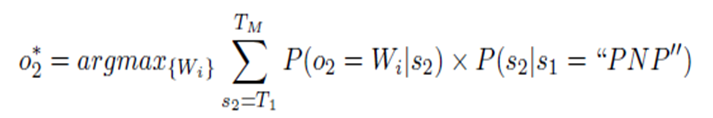 o_2^* = argmax_{\{W_i\}} \sum_{s_2=T_1}^{T_M} P(o_2 = W_i|s_2) \times P(s_2|s_1 = “PNP”)